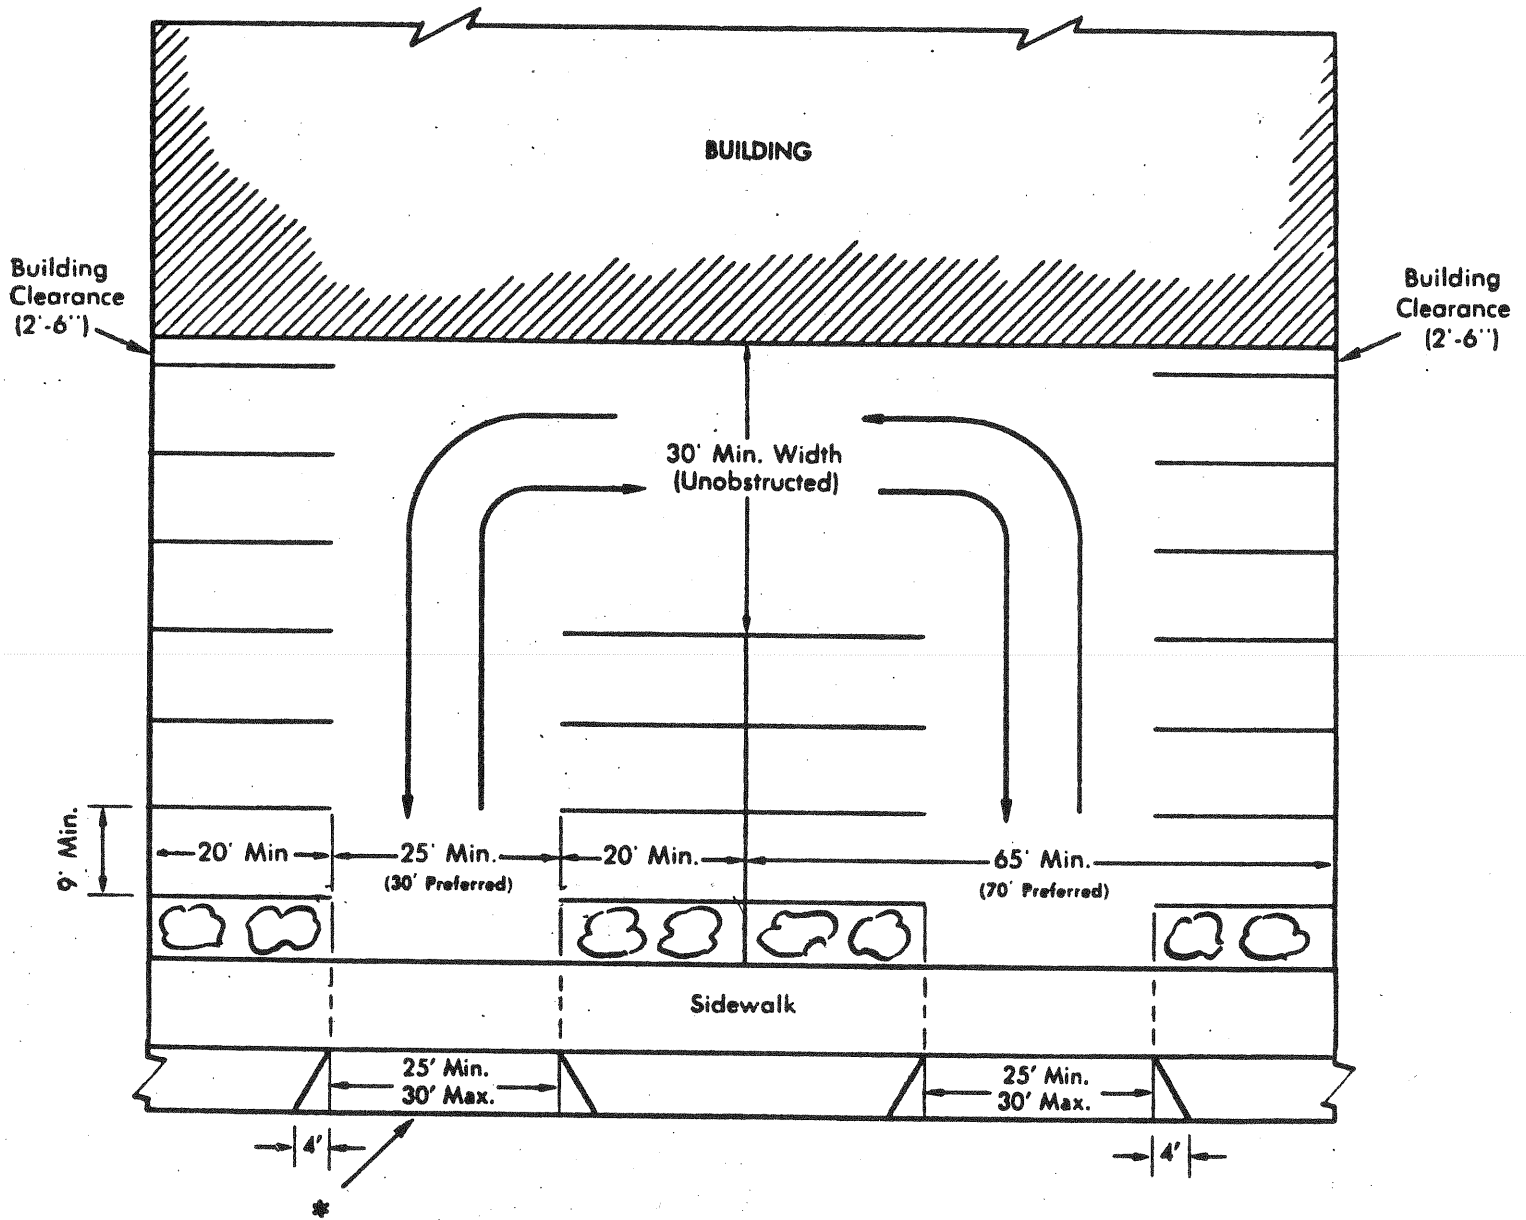 BUILDING
Building
Clearance
(2'-6'')
Building
Clearance
(2'-6'')
30' Min. Width
(Unobstructed)
9' Min.
20' Min
25' Min.
(30' Preferred)
20' Min.
65' Min.
(70' Preferred)
Sidewalk
25' Min.
30' Max.
25' Min.
30' Max.
4'
4'
*